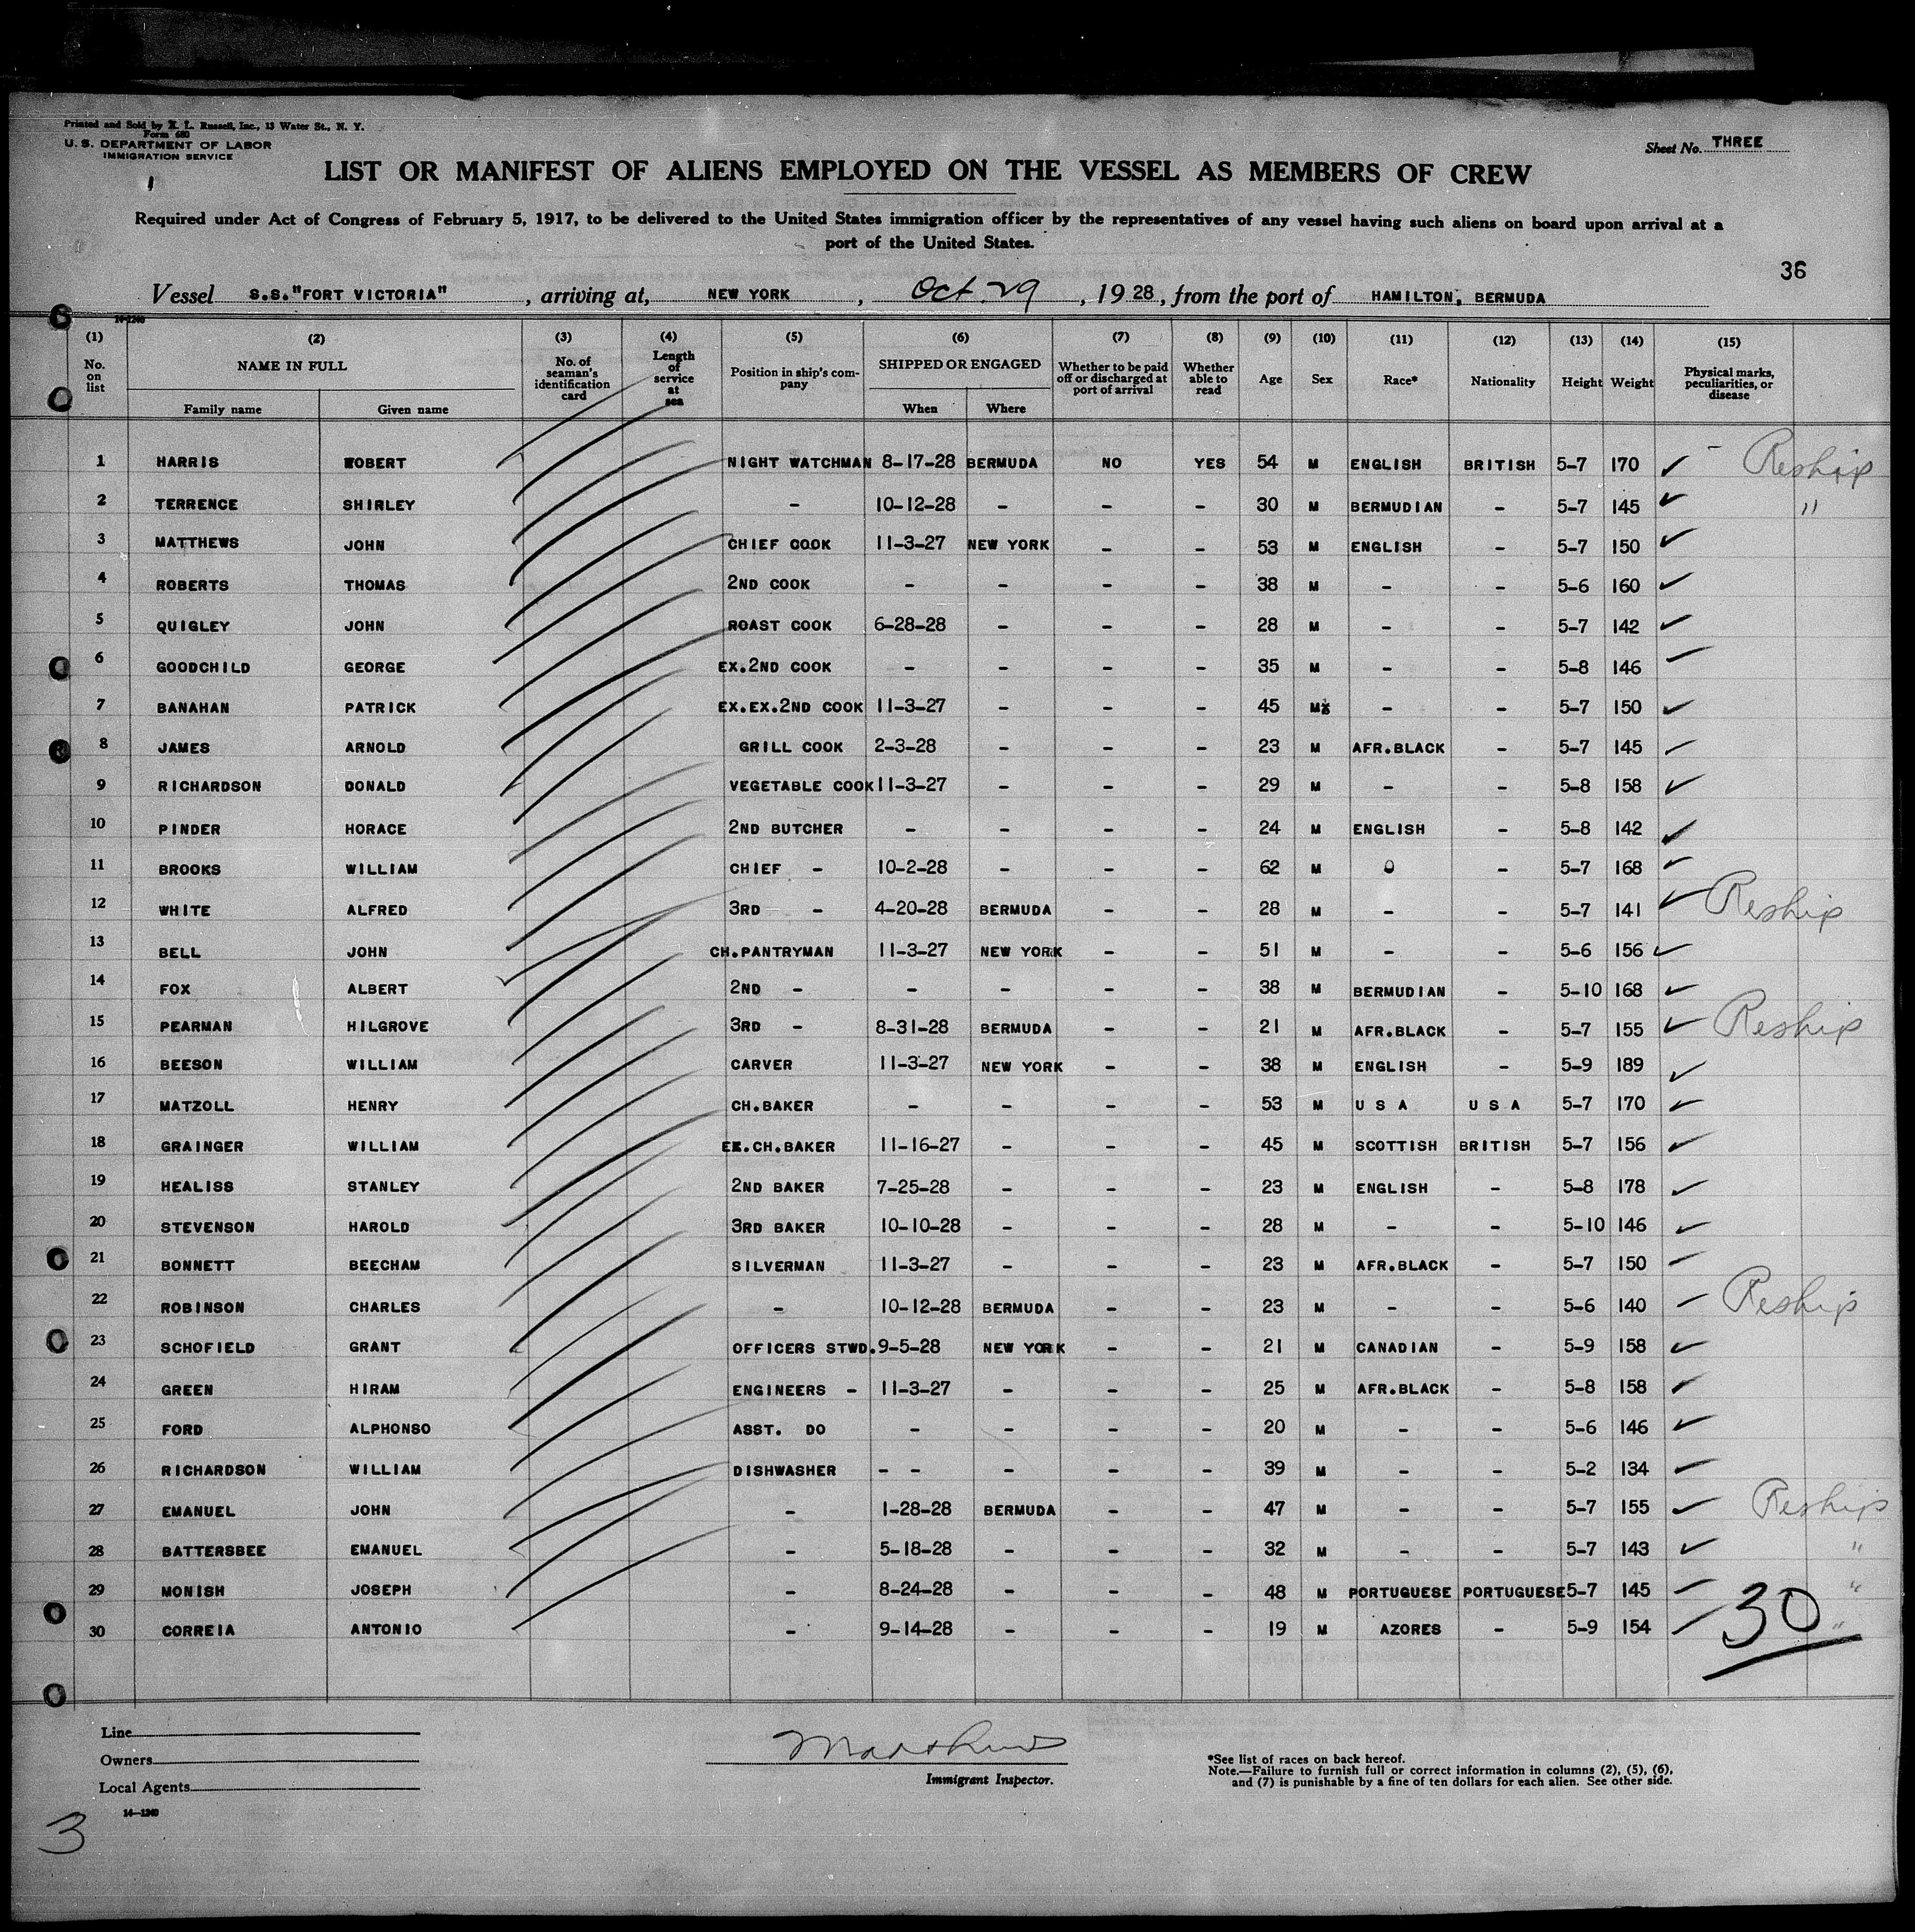 Printed and Sold by R. L. Russell, Inc., 13 Water St., N. Y.
Form 680
U. S. DEPARTMENT OF LABOR
IMMIGRATION SERVICE
Sheet No. THREE
LIST OR MANIFEST OF ALIENS EMPLOYED ON THE VESSEL AS MEMBERS OF CREW
Required under Act of Congress of February 5, 1917, to be delivered to the United States immigration officer by the representatives of any vessel having such aliens on board upon arrival at a
port of the United States.
36
Vessel S.S."FORT VICTORIA", arriving at, NEW YORK, Oct. 29, 1928, from the port of HAMILTON, BERMUDA
14-1240
(1) (2) (3) (4) (5) (6) (7) (8) (9) (10) (11) (12) (13) (14) (15)
No. on list NAME IN FULL Family name Given name No. of seaman's identification card Length of service at sea Position in ship's company SHIPPED OR ENGAGED When Where Whether to be paid off or discharged at port of arrival Whether able to read Age Sex Race* Nationality Height Weight Physical marks, peculiarities, or disease
1 HARRIS ROBERT NIGHT WATCHMAN 8-17-28 BERMUDA NO YES 54 M ENGLISH BRITISH 5-7 170 ✓ - Reship
2 TERRENCE SHIRLEY - 10-12-28 - - - 30 M BERMUDIAN - 5-7 145 ✓ "
3 MATTHEWS JOHN CHIEF COOK 11-3-27 NEW YORK - - 53 M ENGLISH - 5-7 150 ✓
4 ROBERTS THOMAS 2ND COOK - - - - 38 M - - 5-6 160 ✓
5 QUIGLEY JOHN ROAST COOK 6-28-28 - - - 28 M - - 5-7 142 ✓
6 GOODCHILD GEORGE EX.2ND COOK - - - - 35 M - - 5-8 146 ✓
7 BANAHAN PATRICK EX.EX.2ND COOK 11-3-27 - - - 45 M - - 5-7 150 ✓
8 JAMES ARNOLD GRILL COOK 2-3-28 - - - 23 M AFR.BLACK - 5-7 145 ✓
9 RICHARDSON DONALD VEGETABLE COOK 11-3-27 - - - 29 M - - 5-8 158 ✓
10 PINDER HORACE 2ND BUTCHER - - - - 24 M ENGLISH - 5-8 142 ✓
11 BROOKS WILLIAM CHIEF - 10-2-28 - - - 62 M - 5-7 168 ✓
12 WHITE ALFRED 3RD - 4-20-28 BERMUDA - - 28 M - - 5-7 141 ✓ Reship
13 BELL JOHN CH.PANTRYMAN 11-3-27 NEW YORK - - 51 M - - 5-6 156 ✓
14 FOX ALBERT 2ND - - - - - 38 M BERMUDIAN - 5-10 168 ✓
15 PEARMAN HILGROVE 3RD - 8-31-28 BERMUDA - - 21 M AFR.BLACK - 5-7 155 ✓ Reship
16 BEESON WILLIAM CARVER 11-3-27 NEW YORK - - 38 M ENGLISH - 5-9 189 ✓
17 MATZOLL HENRY CH.BAKER - - - - 53 M U S A U S A 5-7 170 ✓
18 GRAINGER WILLIAM EX.CH.BAKER 11-16-27 - - - 45 M SCOTTISH BRITISH 5-7 156 ✓
19 HEALISS STANLEY 2ND BAKER 7-25-28 - - - 23 M ENGLISH - 5-8 178 ✓
20 STEVENSON HAROLD 3RD BAKER 10-10-28 - - - 28 M - - 5-10 146 ✓
21 BONNETT BEECHAM SILVERMAN 11-3-27 - - - 23 M AFR.BLACK - 5-7 150 ✓
22 ROBINSON CHARLES - 10-12-28 BERMUDA - - 23 M - - 5-6 140 ✓ Reship
23 SCHOFIELD GRANT OFFICERS STWD. 9-5-28 NEW YORK - - 21 M CANADIAN - 5-9 158 ✓
24 GREEN HIRAM ENGINEERS - 11-3-27 - - - 25 M AFR.BLACK - 5-8 158 ✓
25 FORD ALPHONSO ASST. DO - - - - 20 M - - 5-6 146 ✓
26 RICHARDSON WILLIAM DISHWASHER - - - - - 39 M - - 5-2 134 ✓
27 EMANUEL JOHN - 1-28-28 BERMUDA - - 47 M - - 5-7 155 ✓ Reship
28 BATTERSBEE EMANUEL - 5-18-28 - - - 32 M - - 5-7 143 ✓ "
29 MONISH JOSEPH - 8-24-28 - - - 48 M PORTUGUESE PORTUGUESE 5-7 145 ✓ "
30 CORREIA ANTONIO - 9-14-28 - - - 19 M AZORES - 5-9 154 ✓ "
30
Line
Owners
Local Agents
14-1240
Immigrant Inspector.
*See list of races on back hereof.
Note.—Failure to furnish full or correct information in columns (2), (5), (6),
and (7) is punishable by a fine of ten dollars for each alien. See other side.
3